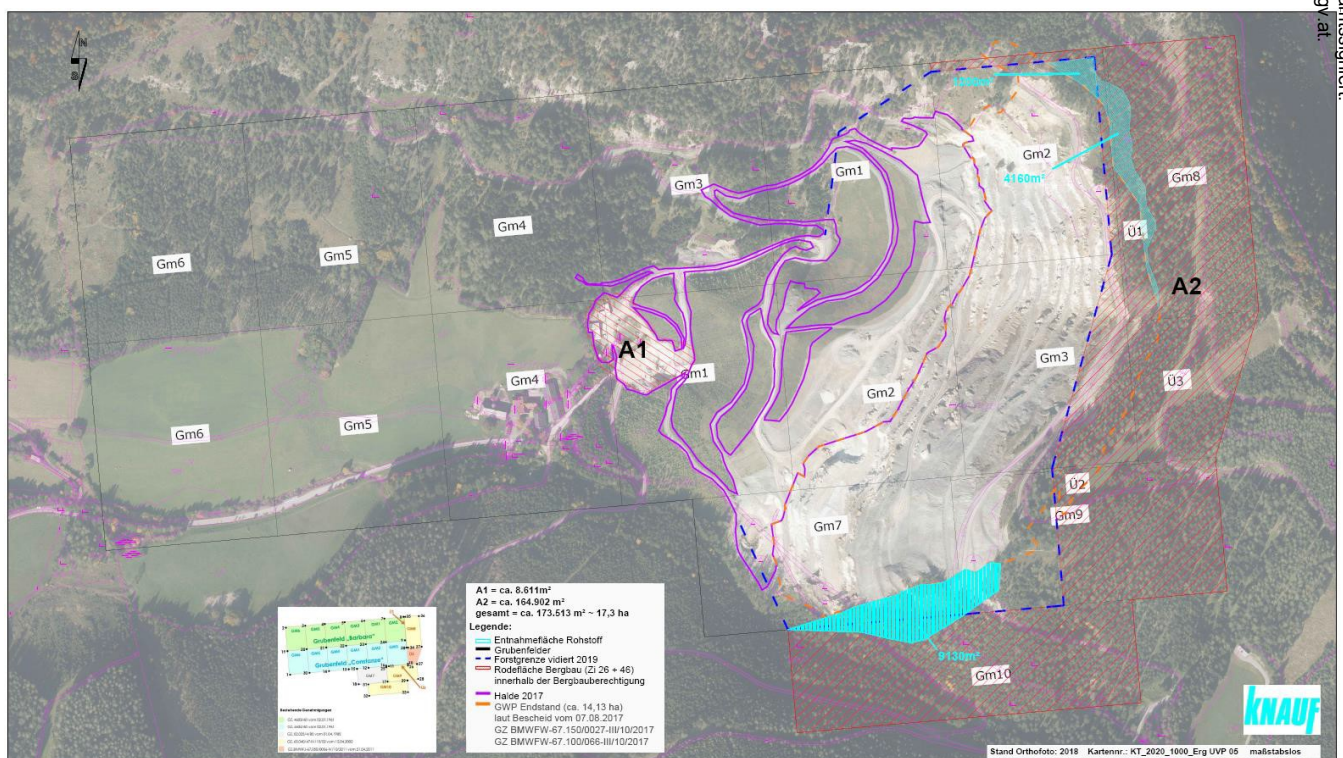 N
S
gv.at.
4160m²
Gm2
Gm8
Gm1
Gm3
Gm4
Gm5
Gm6
Ü1
A2
A1
Gm1
Gm4
Gm3
Ü3
Gm2
Gm5
Gm6
Ü2
Gm9
Gm7
9130m²
Gm10
A1 = ca. 8.611m²
A2 = ca. 164.902 m²
gesamt = ca. 173.513 m² ~ 17,3 ha
Legende:
Entnahmefläche Rohstoff
Grubenfelder
Forstgrenze vidiert 2019
Rodefläche Bergbau (Zi 26 + 46)
innerhalb der Bergbauberechtigung
Halde 2017
GWP Endstand (ca. 14,13 ha)
laut Bescheid vom 07.08.2017
GZ BMWFW-67.150/0027-III/10/2017
GZ BMWFW-67.100/066-III/10/2017
Grubenfeld „Barbara"
Grubenfeld „Constanze"
KNAUF
Stand Orthofoto: 2018 Kartennr.: KT_2020_1000_Erg UVP 05 maßstabslos